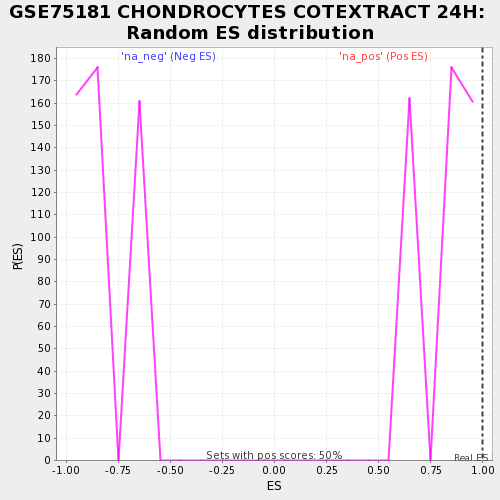 GSE75181 CHONDROCYTES COTEXTRACT 24H:
Random ES distribution
'na_neg' (Neg ES)
'na_pos' (Pos ES)
180
170
160
150
140
130
120
110
100
90
80
70
60
50
40
30
20
10
0
P(ES)
Sets with pos scores: 50%
Real ES
-1.00 -0.75 -0.50 -0.25 0.00 0.25 0.50 0.75 1.00
ES